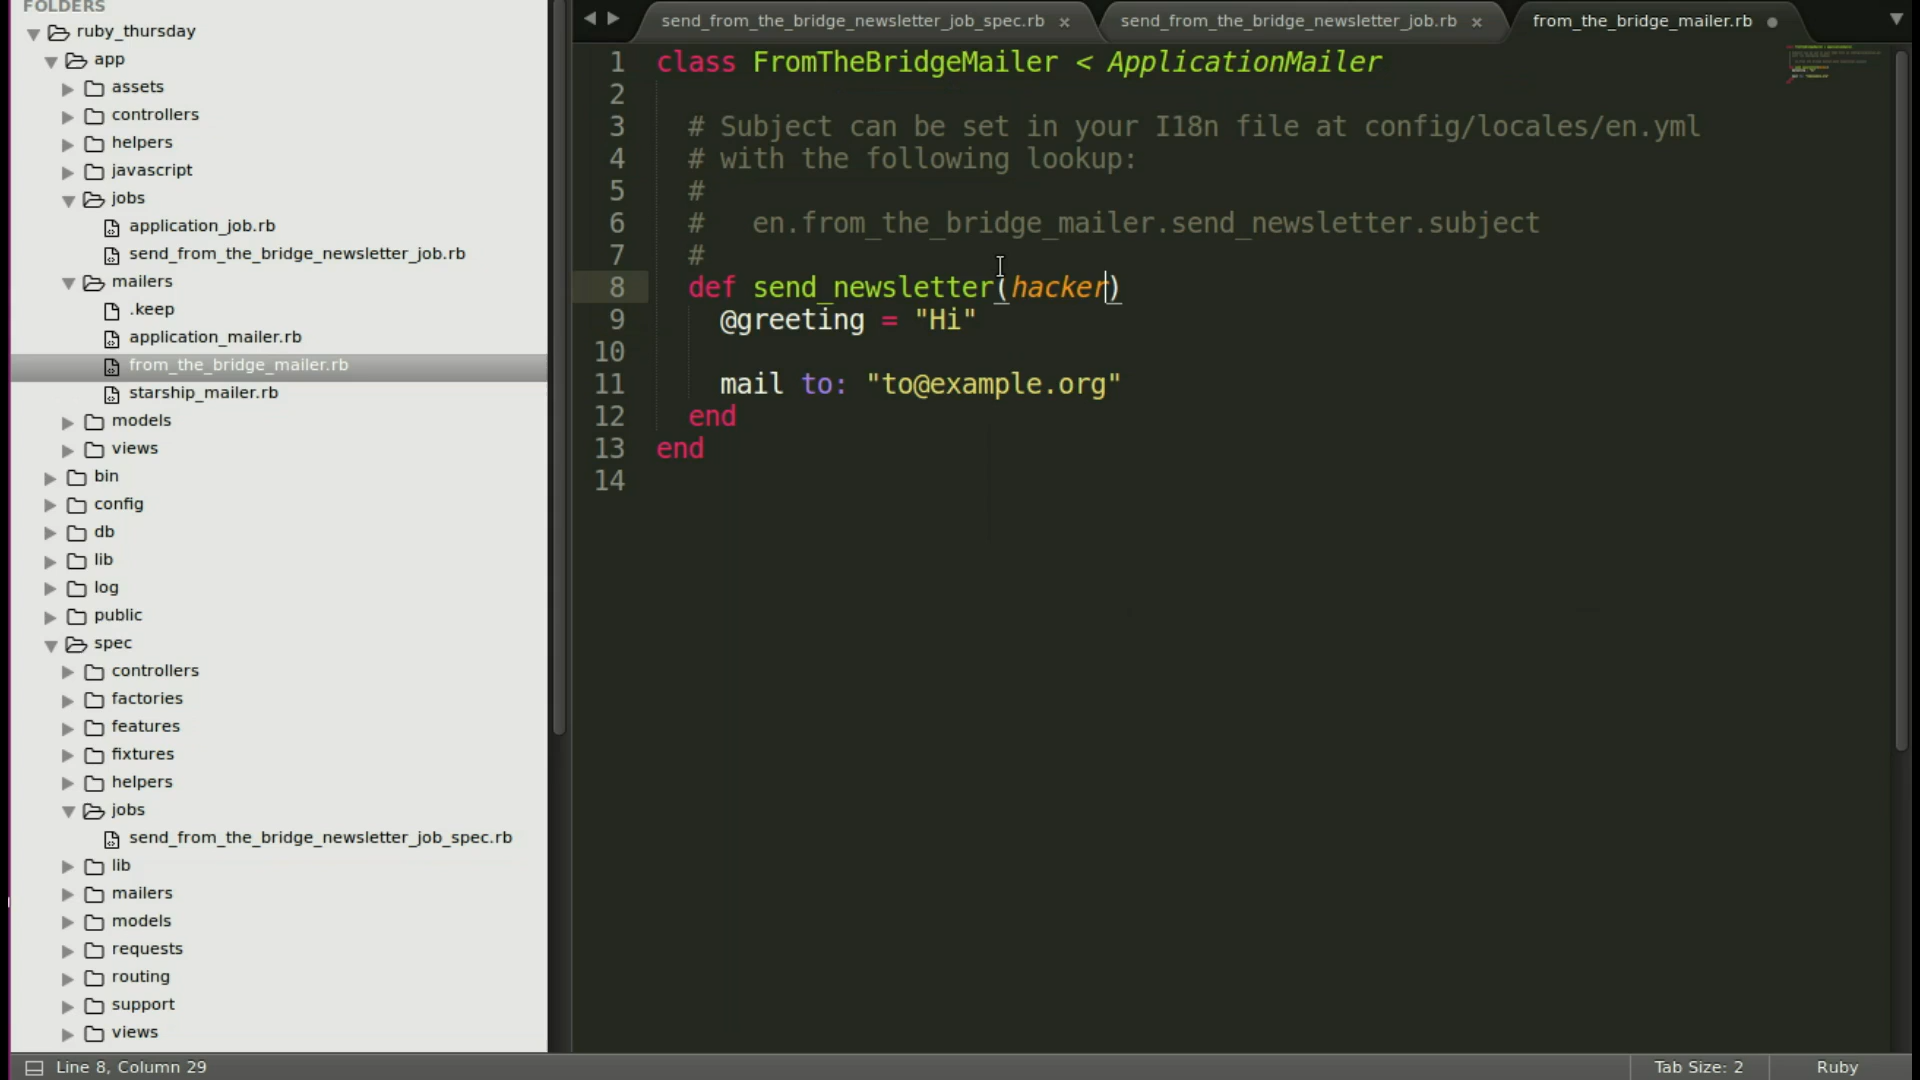 FOLDERS
ruby_thursday
app
assets
controllers
helpers
javascript
jobs
application_job.rb
send_from_the_bridge_newsletter_job.rb
mailers
.keep
application_mailer.rb
from_the_bridge_mailer.rb
starship_mailer.rb
models
views
bin
config
db
lib
log
public
spec
controllers
factories
features
fixtures
helpers
jobs
send_from_the_bridge_newsletter_job_spec.rb
lib
mailers
models
requests
routing
support
views
send_from_the_bridge_newsletter_job_spec.rb × send_from_the_bridge_newsletter_job.rb × from_the_bridge_mailer.rb
1 class FromTheBridgeMailer < ApplicationMailer
2
3 # Subject can be set in your I18n file at config/locales/en.yml
4 # with the following lookup:
5 #
6 # en.from_the_bridge_mailer.send_newsletter.subject
7 #
8 def send_newsletter(hacker)
9 @greeting = "Hi"
10
11 mail to: "to@example.org"
12 end
13 end
14
Line 8, Column 29 Tab Size: 2 Ruby